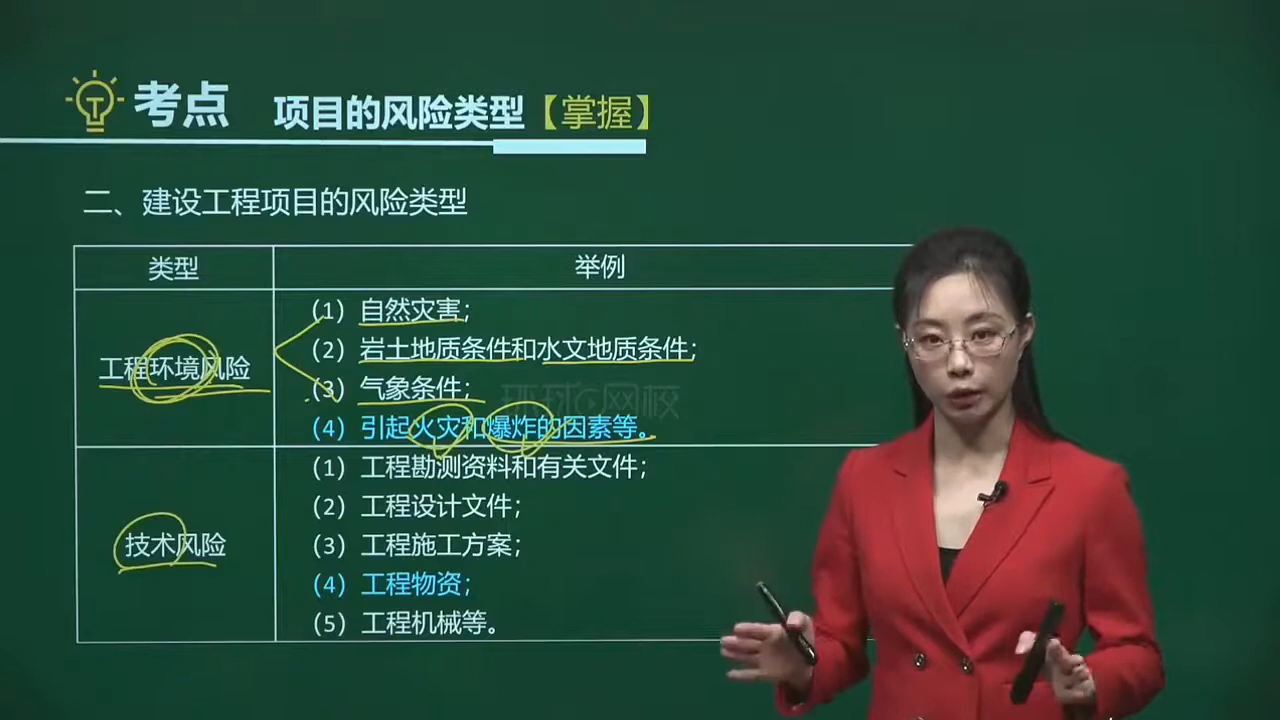 考点 项目的风险类型【掌握】
二、建设工程项目的风险类型
类型 举例
工程环境风险
（1）自然灾害；
（2）岩土地质条件和水文地质条件；
（3）气象条件；
环球网校
（4）引起火灾和爆炸的因素等。
技术风险
（1）工程勘测资料和有关文件；
（2）工程设计文件；
（3）工程施工方案；
（4）工程物资；
（5）工程机械等。